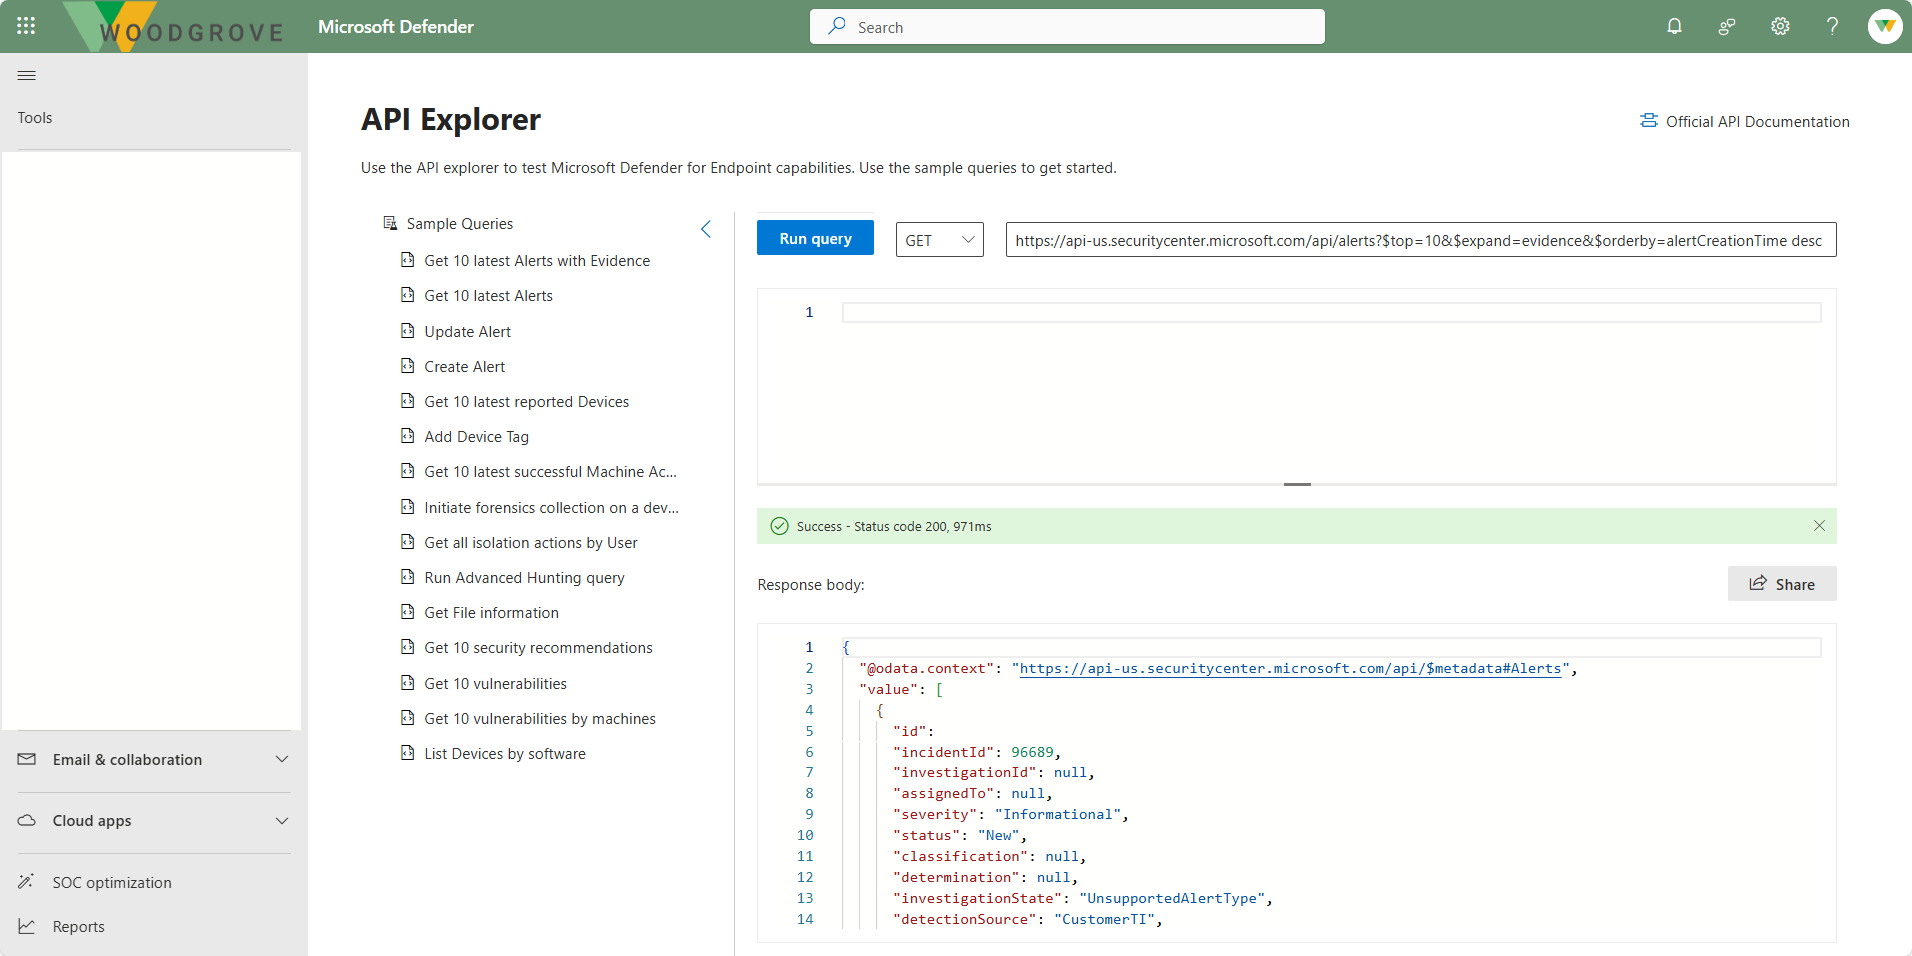 WOODGROVE
Microsoft Defender
Search
Tools
Email & collaboration
Cloud apps
SOC optimization
Reports
API Explorer
Official API Documentation
Use the API explorer to test Microsoft Defender for Endpoint capabilities. Use the sample queries to get started.
Sample Queries
Get 10 latest Alerts with Evidence
Get 10 latest Alerts
Update Alert
Create Alert
Get 10 latest reported Devices
Add Device Tag
Get 10 latest successful Machine Ac...
Initiate forensics collection on a dev...
Get all isolation actions by User
Run Advanced Hunting query
Get File information
Get 10 security recommendations
Get 10 vulnerabilities
Get 10 vulnerabilities by machines
List Devices by software
Run query
GET
https://api-us.securitycenter.microsoft.com/api/alerts?$top=10&$expand=evidence&$orderby=alertCreationTime desc
1
Success - Status code 200, 971ms
Response body:
Share
1 {
2 "@odata.context": "https://api-us.securitycenter.microsoft.com/api/$metadata#Alerts",
3 "value": [
4 {
5 "id":
6 "incidentId": 96689,
7 "investigationId": null,
8 "assignedTo": null,
9 "severity": "Informational",
10 "status": "New",
11 "classification": null,
12 "determination": null,
13 "investigationState": "UnsupportedAlertType",
14 "detectionSource": "CustomerTI",